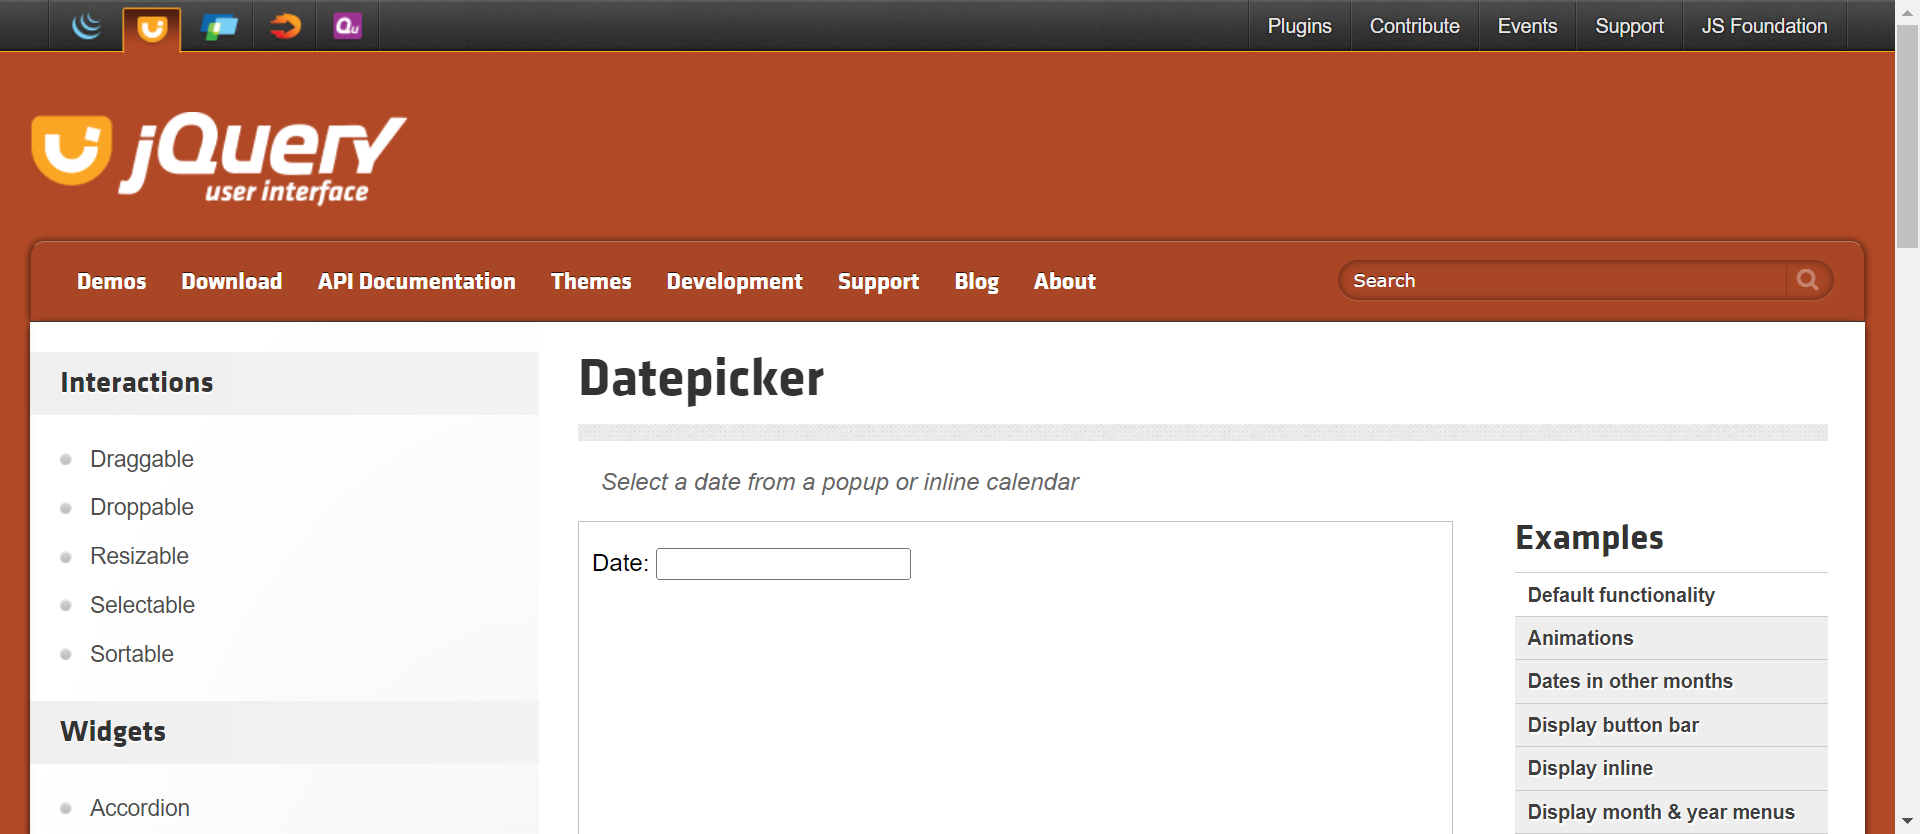 Qu
Plugins Contribute Events Support JS Foundation
jQuery
user interface
Demos Download API Documentation Themes Development Support Blog About Search
Interactions
Draggable
Droppable
Resizable
Selectable
Sortable
Widgets
Accordion
Datepicker
Select a date from a popup or inline calendar
Date:
Examples
Default functionality
Animations
Dates in other months
Display button bar
Display inline
Display month & year menus